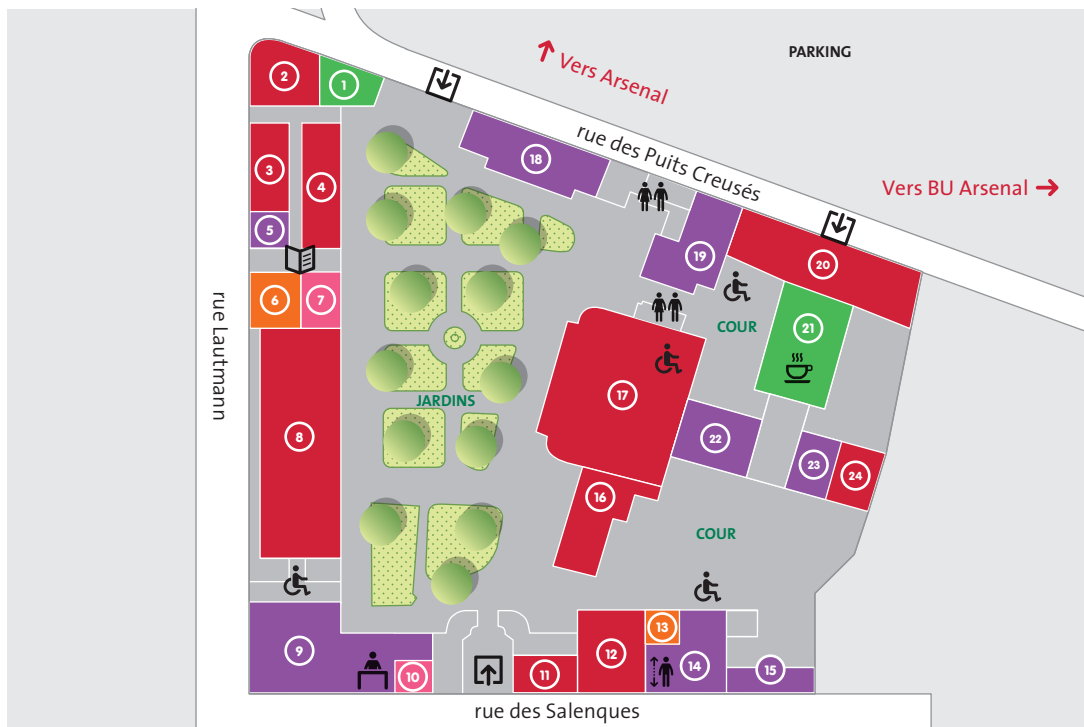 PARKING
Vers Arsenal
rue des Puits Creusés
Vers BU Arsenal
2
1
3
4
18
5
19
20
6
7
21
COUR
rue Lautmann
17
JARDINS
8
22
23
24
16
COUR
9
10
11
12
13
14
15
rue des Salenques